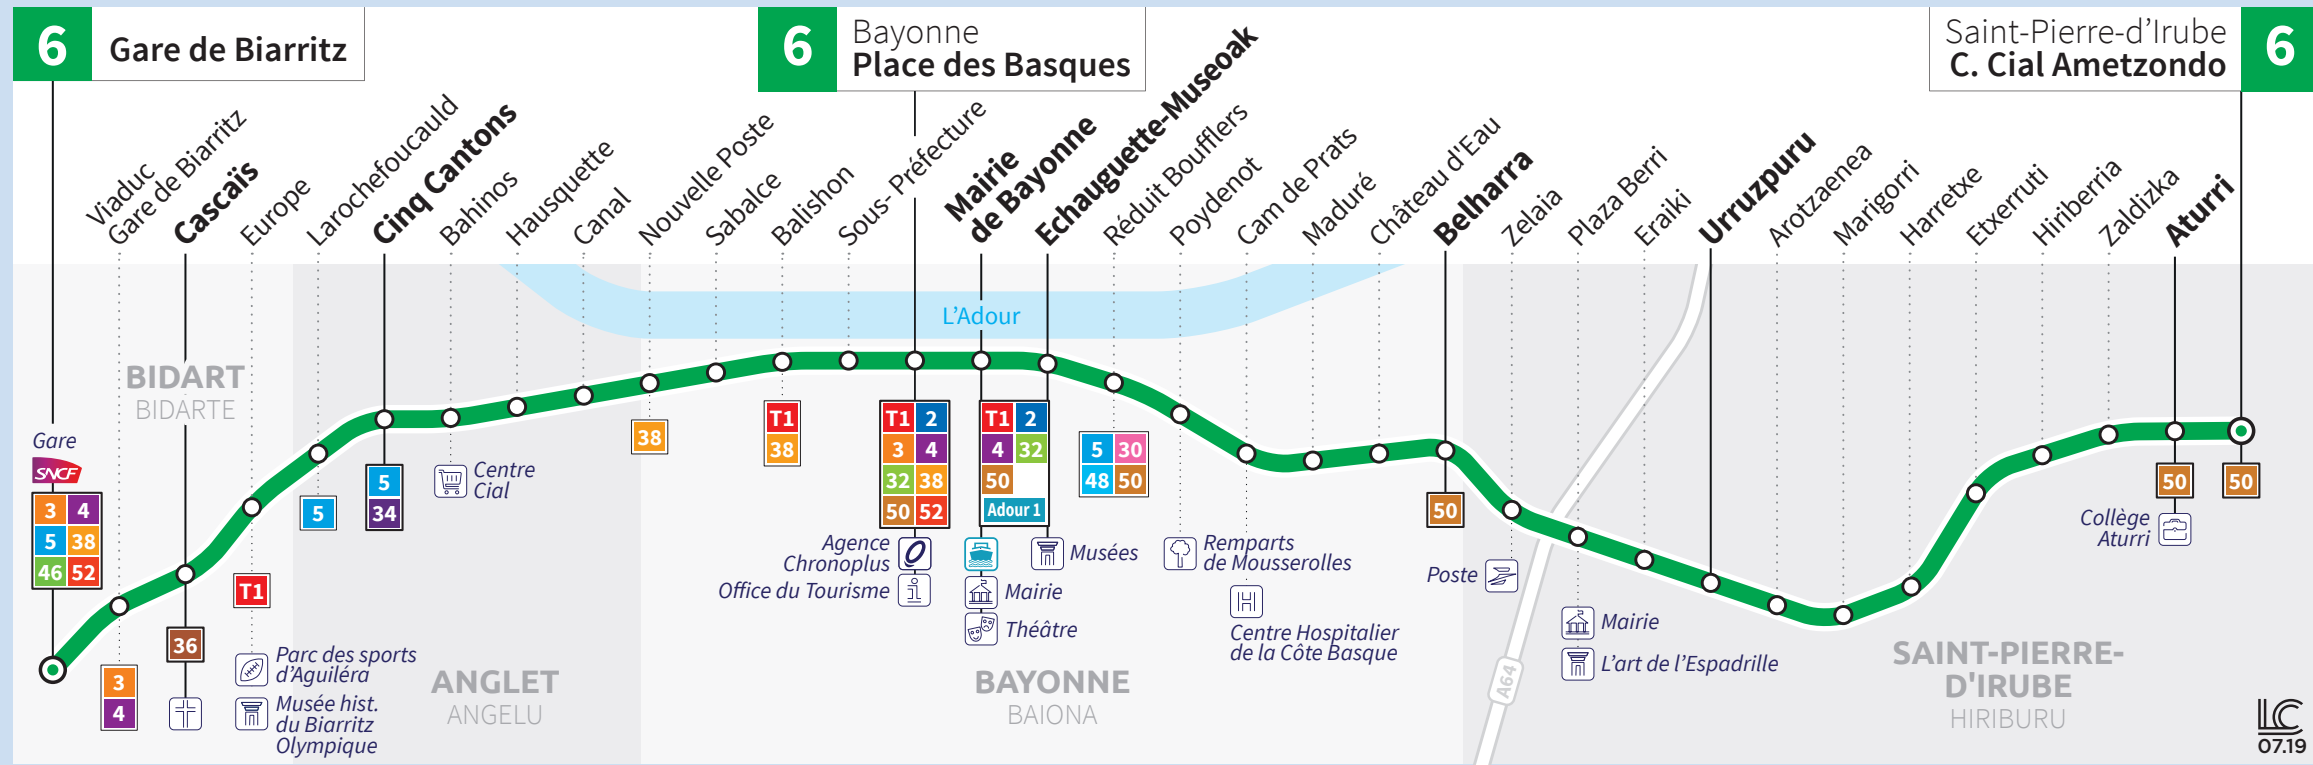 6
Gare de Biarritz
6
Bayonne
Place des Basques
Saint-Pierre-d'Irube
C. Cial Ametzondo
6
Viaduc
Gare de Biarritz
Cascaïs
Europe
Larochefoucauld
Cinq Cantons
Bahinos
Hausquette
Canal
Nouvelle Poste
Sabalce
Balishon
Sous- Préfecture
Mairie
de Bayonne
Echauguette-Museoak
Réduit Boufflers
Poydenot
Cam de Prats
Maduré
Château d'Eau
Belharra
Zelaia
Plaza Berri
Eraiki
Urruzpuru
Arotzaenea
Marigorri
Harretxe
Etxerruti
Hiriberria
Zaldizka
Aturri
L'Adour
BIDART
BIDARTE
Gare
SNCF
3 4
5 38
46 52
3
4
36
T1
Parc des sports
d'Aguiléra
Musée hist.
du Biarritz
Olympique
5
5
34
Centre
Cial
ANGLET
ANGELU
38
T1
38
T1 2
3 4
32 38
50 52
Agence
Chronoplus
Office du Tourisme
T1 2
4 32
50
Adour 1
Musées
Mairie
Théâtre
BAYONNE
BAIONA
5 30
48 50
Remparts
de Mousserolles
H
Centre Hospitalier
de la Côte Basque
50
Poste
A64
Mairie
L'art de l'Espadrille
SAINT-PIERRE-
D'IRUBE
HIRIBURU
50
Collège
Aturri
50
LC
07.19